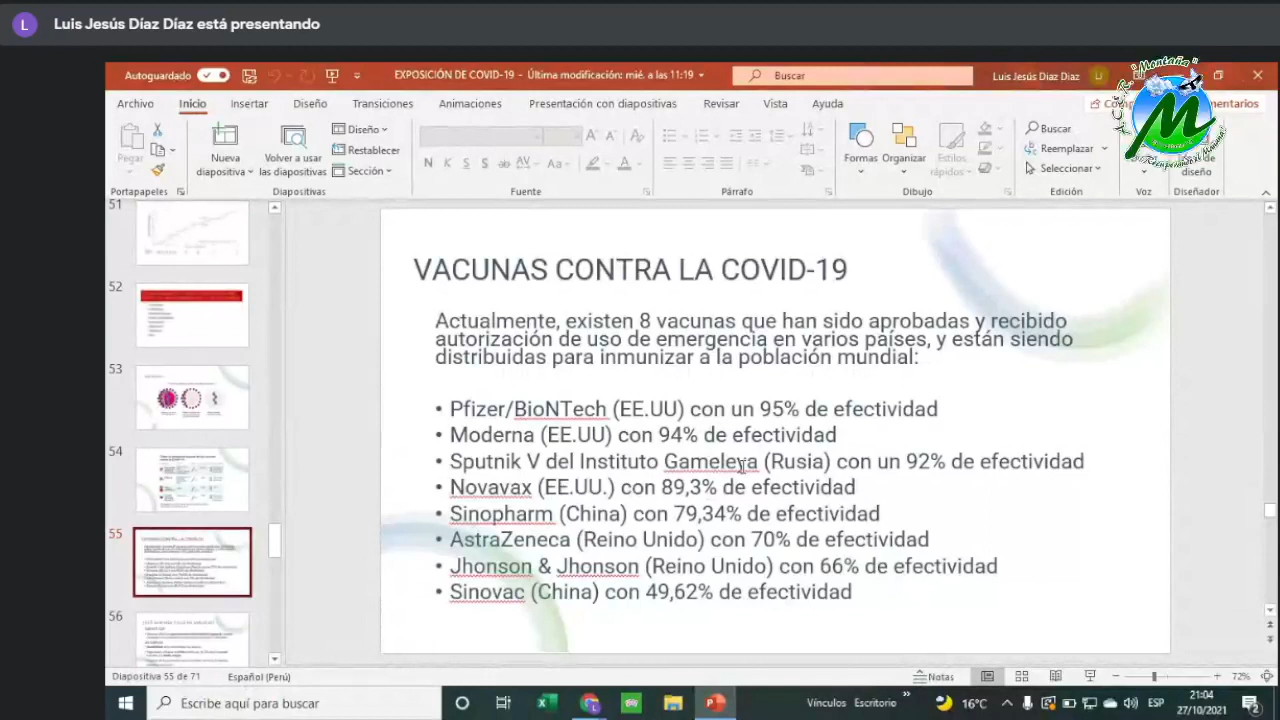 Luis Jesús Díaz Díaz está presentando
L
Autoguardado
EXPOSICIÓN DE COVID-19 - Última modificación: mié. a las 11:19
Buscar
Luis Jesús Diaz Diaz
Archivo Inicio Insertar Diseño Transiciones Animaciones Presentación con diapositivas Revisar Vista Ayuda
Pegar
Nueva diapositiva
Volver a usar las diapositivas
Diseño
Restablecer
Sección
Formas Organizar Estilos rápidos
Buscar
Reemplazar
Seleccionar
Portapapeles Diapositivas Fuente Párrafo Dibujo Edición Voz Diseñador
51
52
53
54
55
56
VACUNAS CONTRA LA COVID-19
Actualmente, existen 8 vacunas que han sido aprobadas y recibido
autorización de uso de emergencia en varios países, y están siendo
distribuidas para inmunizar a la población mundial:
• Pfizer/BioNTech (EE.UU) con un 95% de efectividad
• Moderna (EE.UU) con 94% de efectividad
Sputnik V del Instituto Gameleya (Rusia) con un 92% de efectividad
• Novavax (EE.UU.) con 89,3% de efectividad
• Sinopharm (China) con 79,34% de efectividad
• AstraZeneca (Reino Unido) con 70% de efectividad
Jhonson & Jhonson (Reino Unido) con 66% de efectividad
• Sinovac (China) con 49,62% de efectividad
Diapositiva 55 de 71 Español (Perú) Notas 72%
Escribe aquí para buscar
Vínculos Escritorio 16°C ESP
21:04
27/10/2021
2